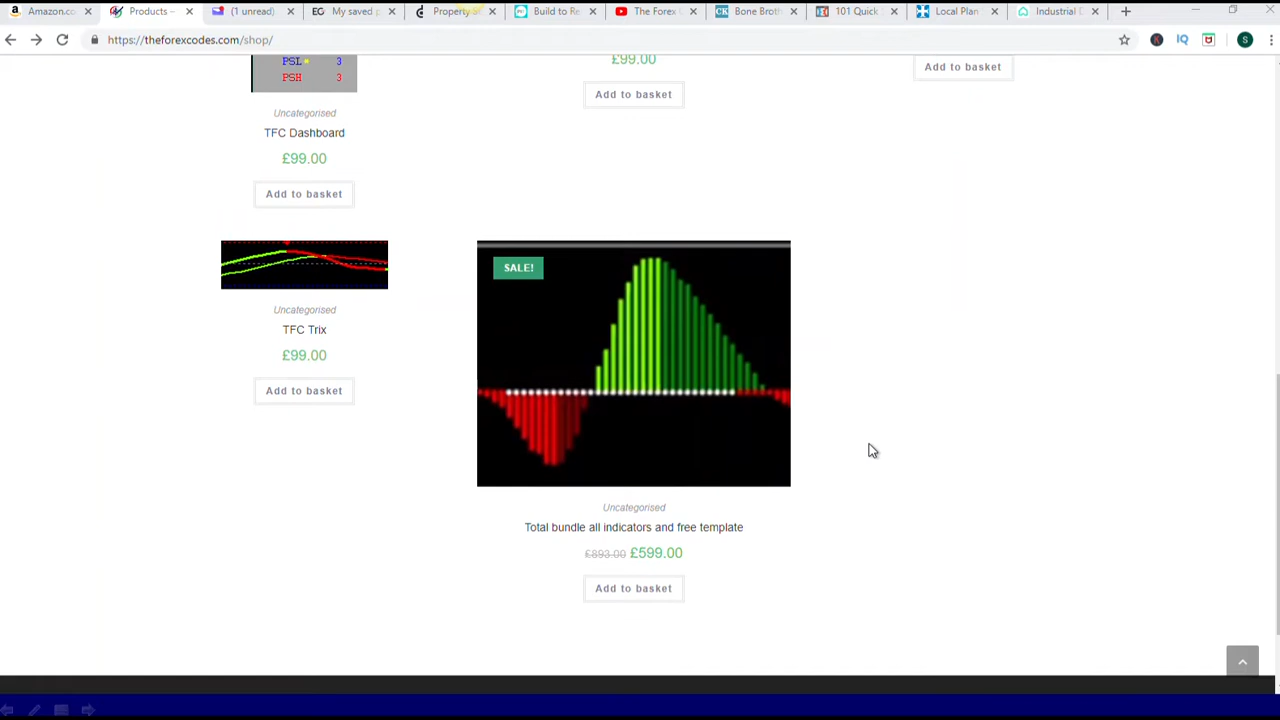 Amazon.co
Products –
(1 unread)
My saved p
Property S
Build to Re
The Forex
Bone Broth
101 Quick
Local Plan
Industrial D
https://theforexcodes.com/shop/
PSL 3
PSH 3
£99.00
Add to basket
Add to basket
Uncategorised
TFC Dashboard
£99.00
Add to basket
SALE!
Uncategorised
TFC Trix
£99.00
Add to basket
Uncategorised
Total bundle all indicators and free template
£893.00 £599.00
Add to basket